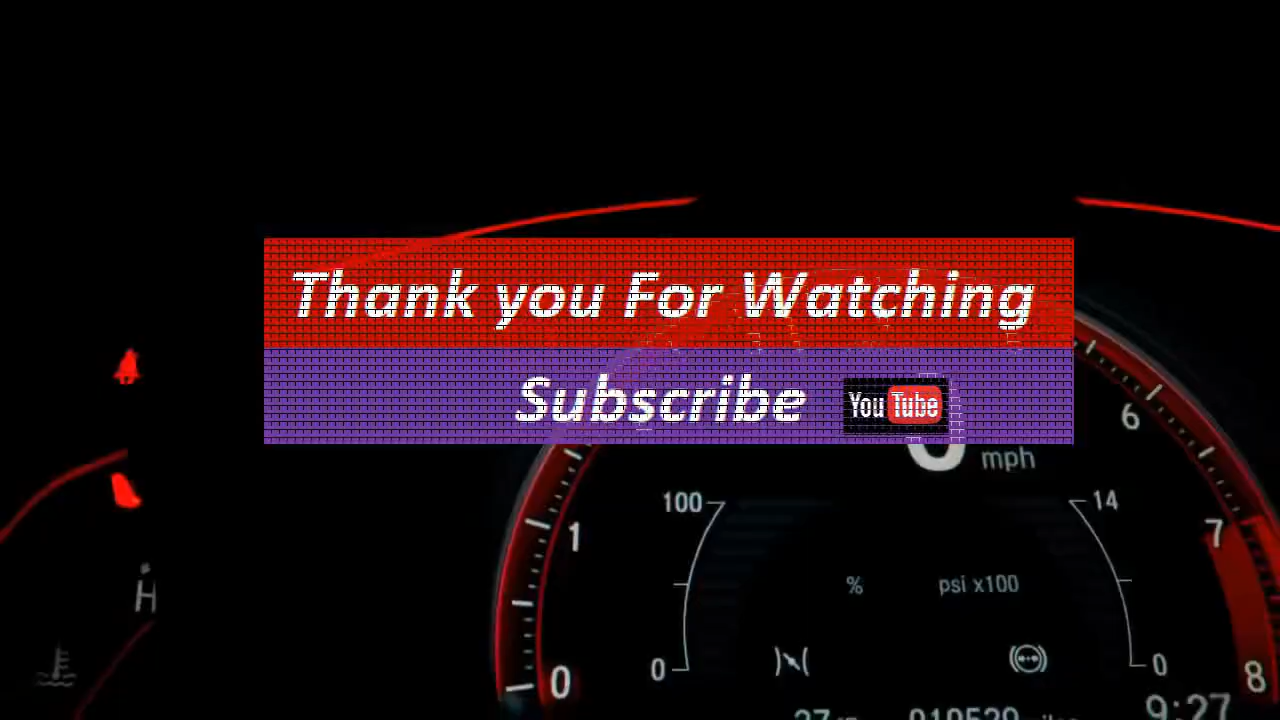 Thank you For Watching
Subscribe YouTube
6
mph
100 14
1 7
% psi x100
H
0 0
0 8
9:27